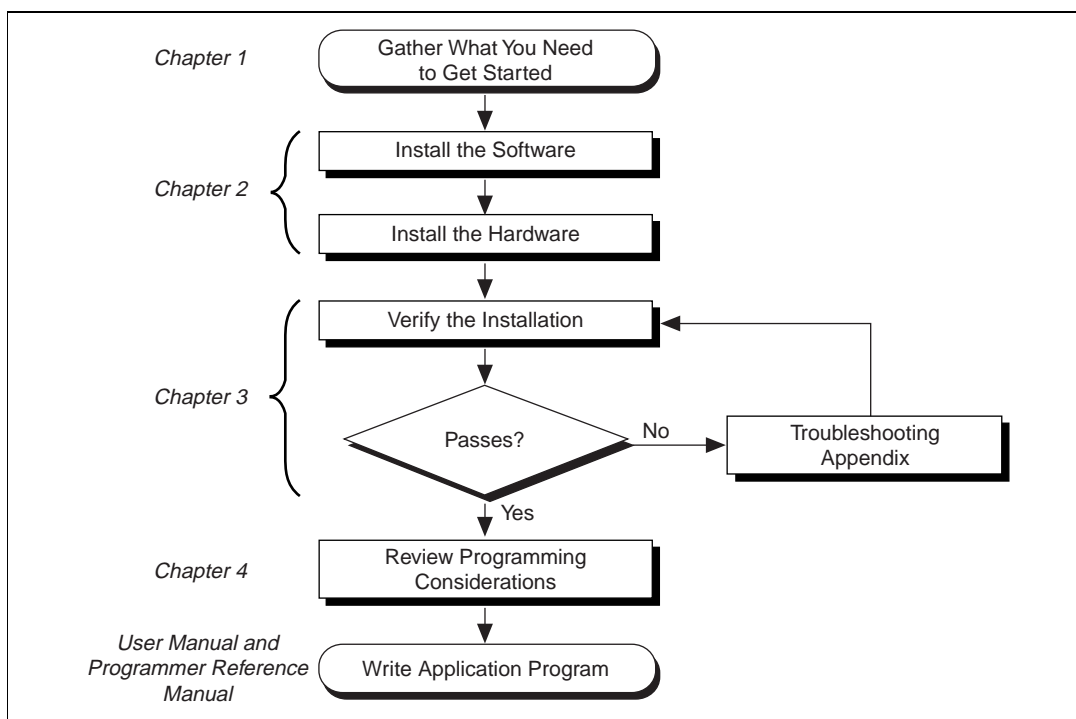 Chapter 1
Gather What You Need
to Get Started
Chapter 2
Install the Software
Install the Hardware
Chapter 3
Verify the Installation
Passes?
No
Troubleshooting
Appendix
Yes
Chapter 4
Review Programming
Considerations
User Manual and
Programmer Reference
Manual
Write Application Program